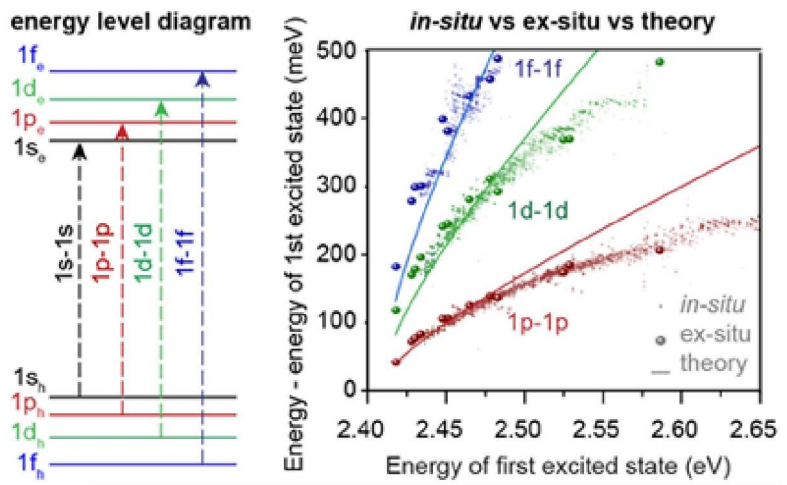 energy level diagram
1fe
1de
1pe
1se
1s-1s
1p-1p
1d-1d
1f-1f
1sh
1ph
1dh
1fh
in-situ vs ex-situ vs theory
Energy - energy of 1st excited state (meV)
500
400
300
200
100
0
1f-1f
1d-1d
1p-1p
in-situ
ex-situ
theory
2.40 2.45 2.50 2.55 2.60 2.65
Energy of first excited state (eV)